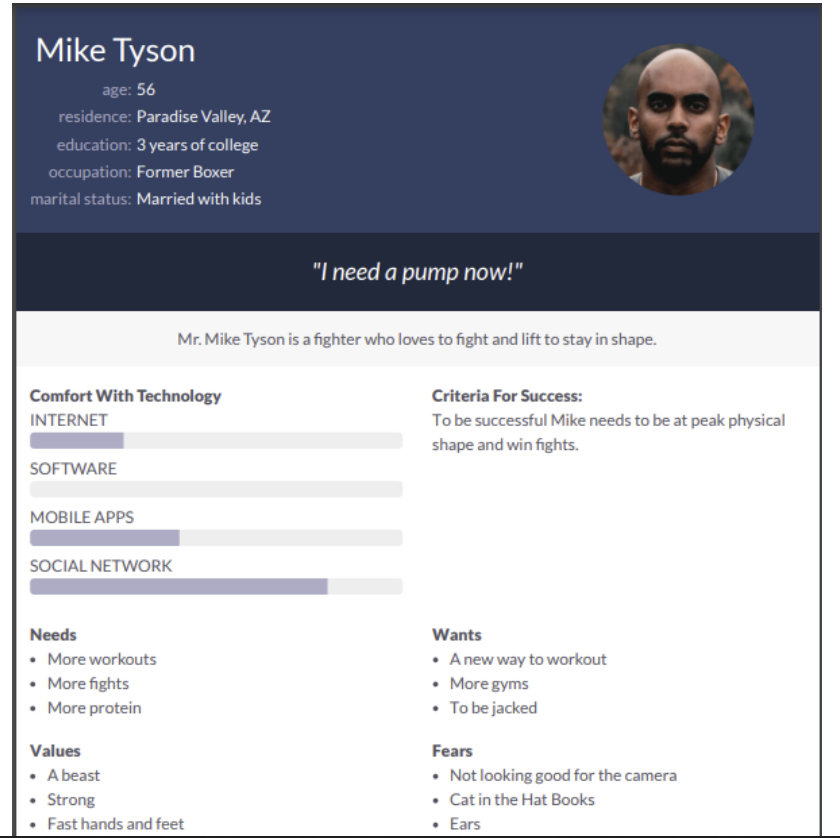 Mike Tyson
age: 56
residence: Paradise Valley, AZ
education: 3 years of college
occupation: Former Boxer
marital status: Married with kids
"I need a pump now!"
Mr. Mike Tyson is a fighter who loves to fight and lift to stay in shape.
Comfort With Technology
INTERNET
SOFTWARE
MOBILE APPS
SOCIAL NETWORK
Criteria For Success:
To be successful Mike needs to be at peak physical
shape and win fights.
Needs
• More workouts
• More fights
• More protein
Wants
• A new way to workout
• More gyms
• To be jacked
Values
• A beast
• Strong
• Fast hands and feet
Fears
• Not looking good for the camera
• Cat in the Hat Books
• Ears